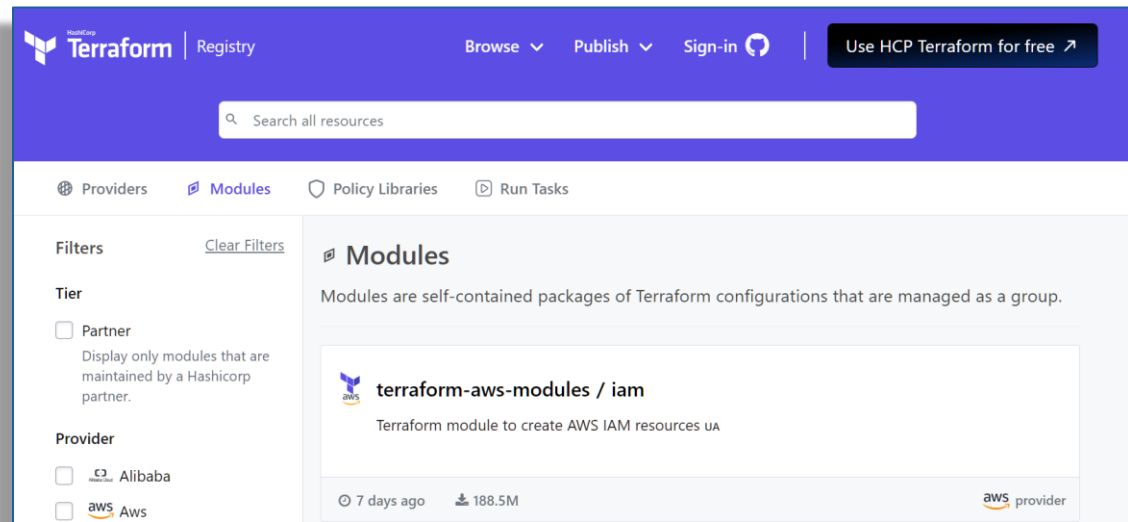 HashiCorp
Terraform Registry
Browse Publish Sign-in Use HCP Terraform for free ↗
Search all resources
Providers Modules Policy Libraries Run Tasks
Filters Clear Filters
Modules
Modules are self-contained packages of Terraform configurations that are managed as a group.
Tier
Partner
Display only modules that are
maintained by a Hashicorp
partner.
Provider
Alibaba
aws Aws
aws
terraform-aws-modules / iam
Terraform module to create AWS IAM resources UA
7 days ago 188.5M aws provider